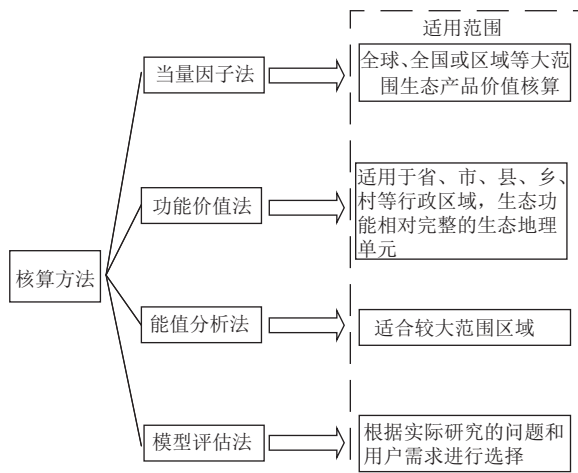 适用范围
当量因子法
全球、全国或区域等大范
围生态产品价值核算
功能价值法
适用于省、市、县、乡、
村等行政区域，生态功
能相对完整的生态地理
单元
核算方法
能值分析法
适合较大范围区域
模型评估法
根据实际研究的问题和
用户需求进行选择